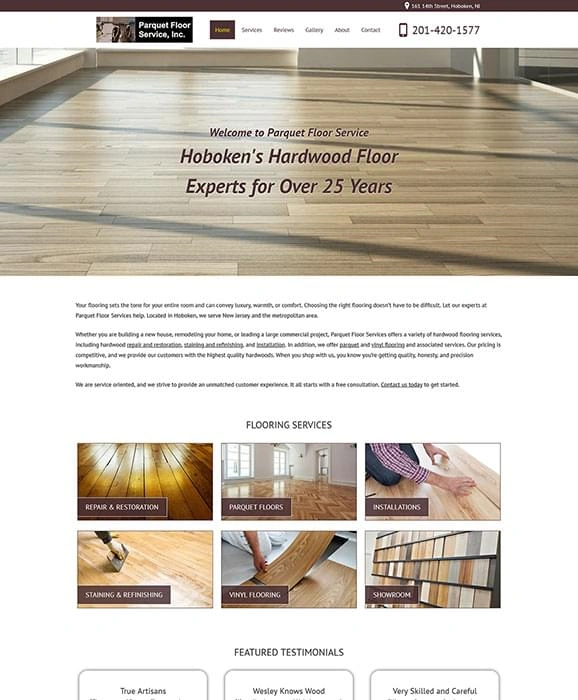 161 14th Street, Hoboken, NJ
Parquet Floor
Service, Inc.
Home Services Reviews Gallery About Contact
201-420-1577
Welcome to Parquet Floor Service
Hoboken's Hardwood Floor
Experts for Over 25 Years
Your flooring sets the tone for your entire room and can convey luxury, warmth, or comfort. Choosing the right flooring doesn't have to be difficult. Let our experts at
Parquet Floor Services help. Located in Hoboken, we serve New Jersey and the metropolitan area.
Whether you are building a new house, remodeling your home, or leading a large commercial project, Parquet Floor Services offers a variety of hardwood flooring services,
including hardwood repair and restoration, staining and refinishing, and installation. In addition, we offer parquet and vinyl flooring and associated services. Our pricing is
competitive, and we provide our customers with the highest quality hardwoods. When you shop with us, you know you're getting quality, honesty, and precision
workmanship.
We are service oriented, and we strive to provide an unmatched customer experience. It all starts with a free consultation. Contact us today to get started.
FLOORING SERVICES
REPAIR & RESTORATION
PARQUET FLOORS
INSTALLATIONS
STAINING & REFINISHING
VINYL FLOORING
SHOWROOM
FEATURED TESTIMONIALS
True Artisans
Wesley Knows Wood
Very Skilled and Careful